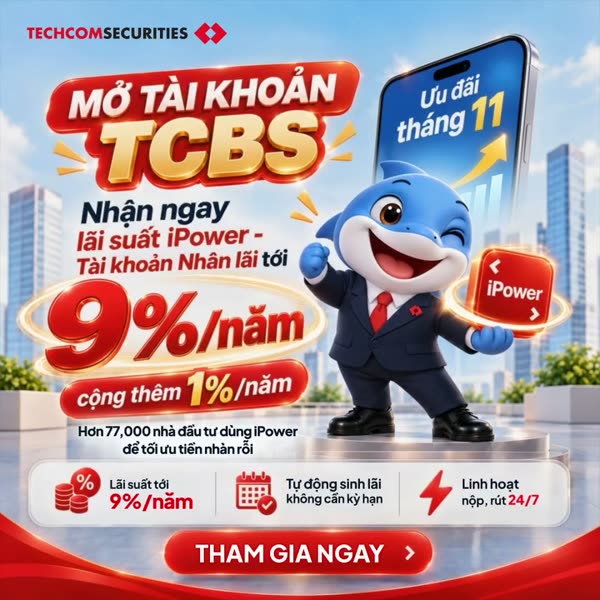 TECHCOMSECURITIES
MỞ TÀI KHOẢN
TCBS
Ưu đãi
tháng 11
Nhận ngay
lãi suất iPower -
Tài khoản Nhân lãi tới
9%/năm
cộng thêm 1%/năm
iPower
Hơn 77,000 nhà đầu tư dùng iPower
để tối ưu tiền nhàn rỗi
%
Lãi suất tới
9%/năm
Tự động sinh lãi
không cần kỳ hạn
Linh hoạt
nộp, rút 24/7
THAM GIA NGAY >